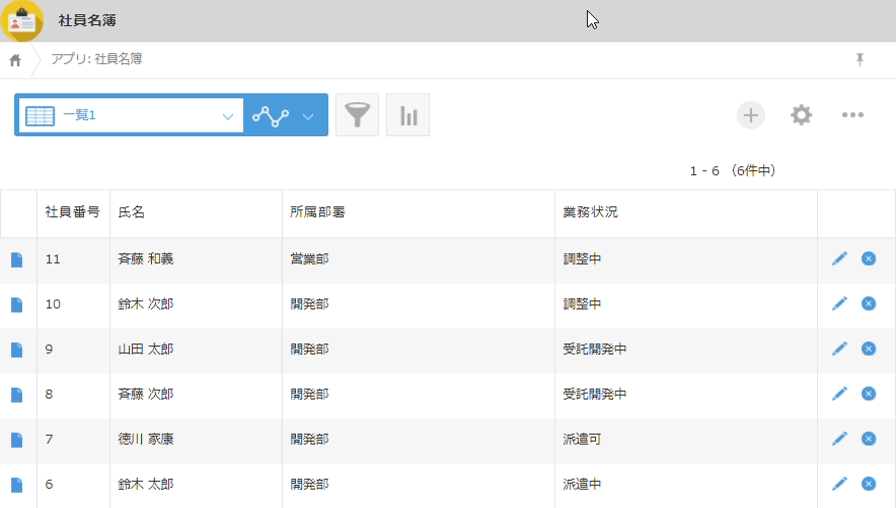 社員名簿
アプリ: 社員名簿
一覧1
1 - 6 （6件中）
社員番号 氏名 所属部署 業務状況
11 斉藤 和義 営業部 調整中
10 鈴木 次郎 開発部 調整中
9 山田 太郎 開発部 受託開発中
8 斉藤 次郎 開発部 受託開発中
7 徳川 家康 開発部 派遣可
6 鈴木 太郎 開発部 派遣中